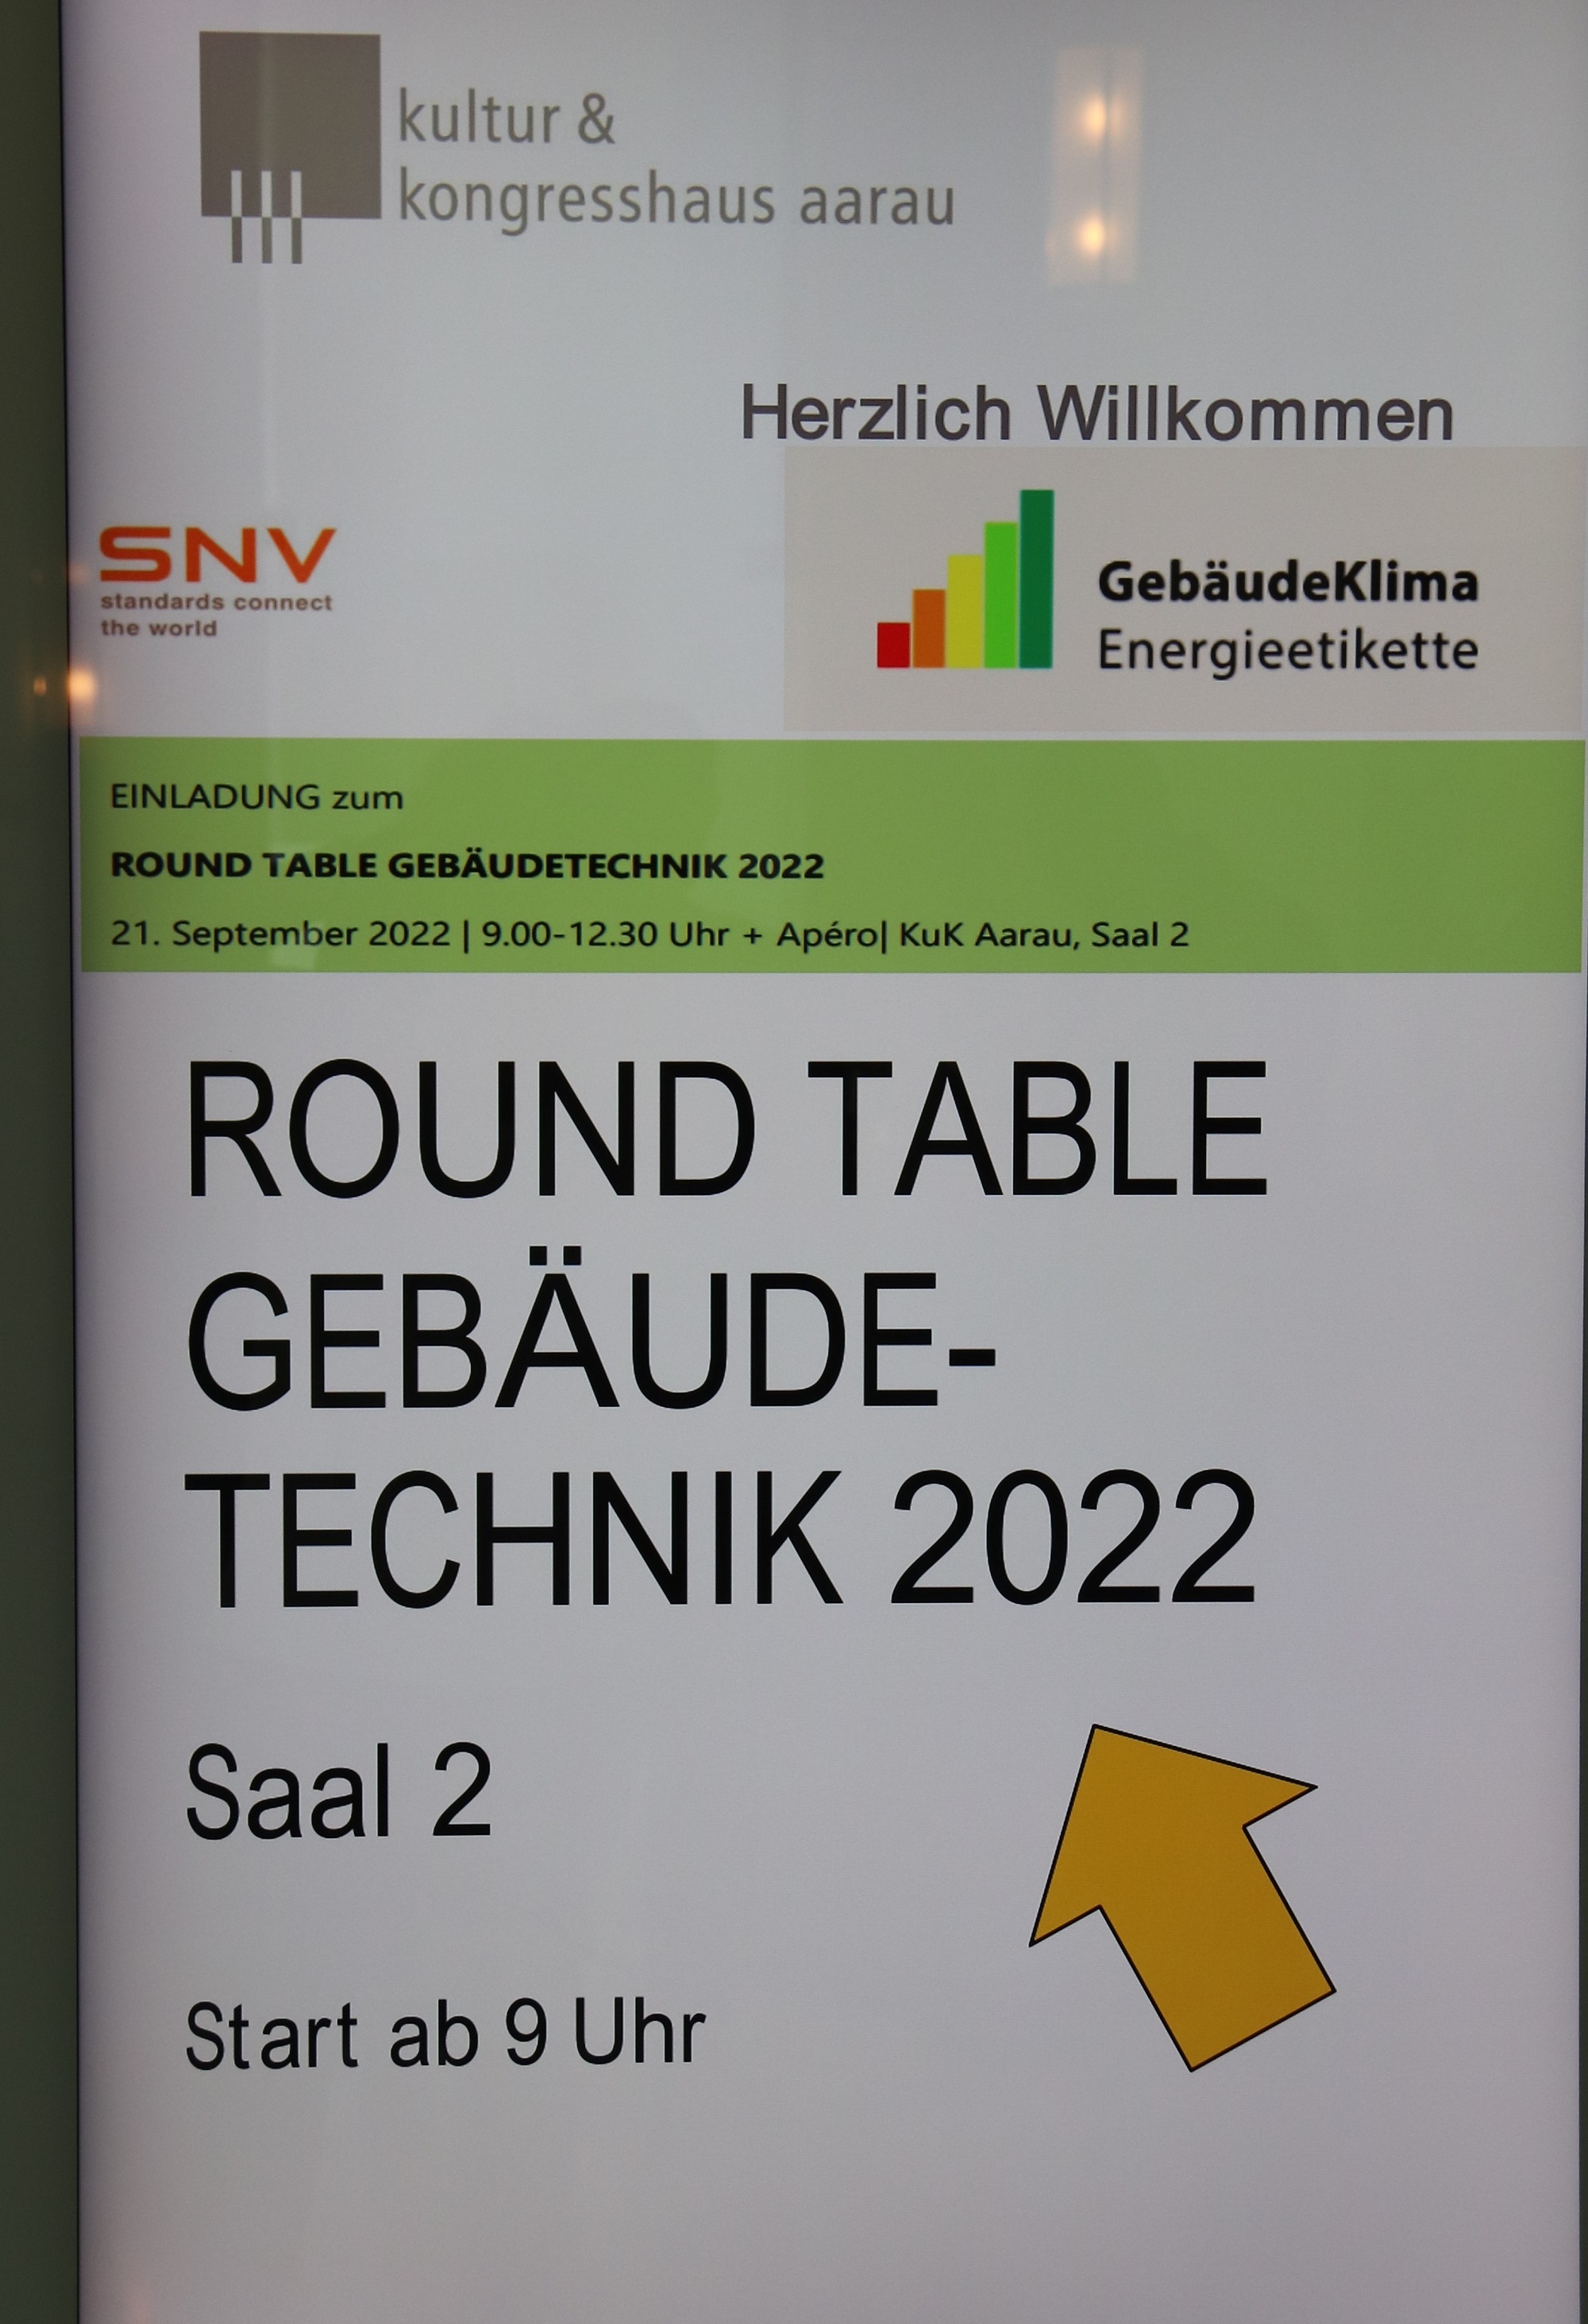 kultur &
kongresshaus aarau
Herzlich Willkommen
SNV
standards connect
the world
GebäudeKlima
Energieetikette
EINLADUNG zum
ROUND TABLE GEBÄUDETECHNIK 2022
21. September 2022 | 9.00-12.30 Uhr + Apéro| KuK Aarau, Saal 2
ROUND TABLE
GEBÄUDE-
TECHNIK 2022
Saal 2
Start ab 9 Uhr